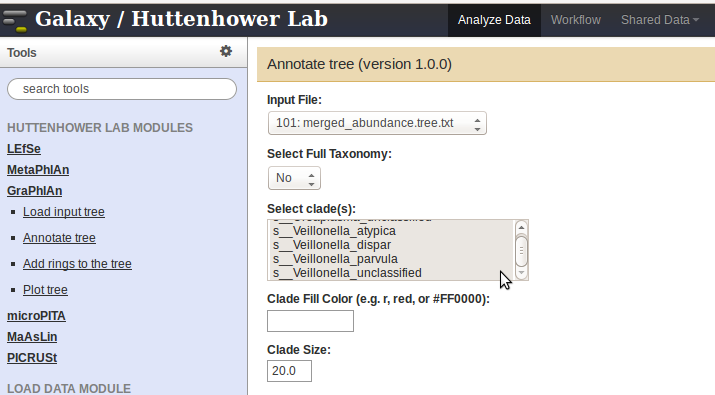 Galaxy / Huttenhower Lab
Analyze Data
Workflow
Shared Data
Tools
search tools
HUTTENHOWER LAB MODULES
LEfSe
MetaPhlAn
GraPhlAn
Load input tree
Annotate tree
Add rings to the tree
Plot tree
microPITA
MaAsLin
PICRUSt
LOAD DATA MODULE
Annotate tree (version 1.0.0)
Input File:
101: merged_abundance.tree.txt
Select Full Taxonomy:
No
Select clade(s):
s__Veillonella_atypica
s__Veillonella_dispar
s__Veillonella_parvula
s__Veillonella_unclassified
Clade Fill Color (e.g. r, red, or #FF0000):
Clade Size:
20.0